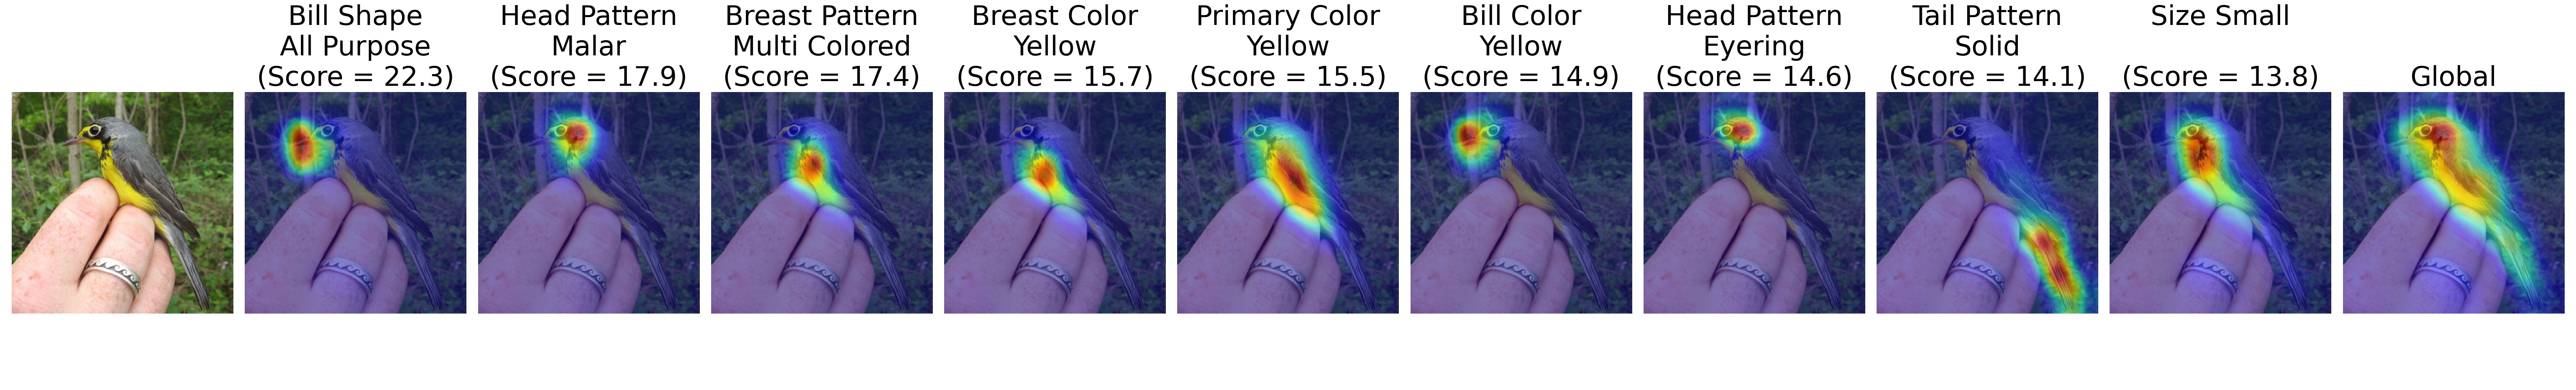 Bill Shape
All Purpose
(Score = 22.3)
Head Pattern
Malar
(Score = 17.9)
Breast Pattern
Multi Colored
(Score = 17.4)
Breast Color
Yellow
(Score = 15.7)
Primary Color
Yellow
(Score = 15.5)
Bill Color
Yellow
(Score = 14.9)
Head Pattern
Eyering
(Score = 14.6)
Tail Pattern
Solid
(Score = 14.1)
Size Small
(Score = 13.8)
Global